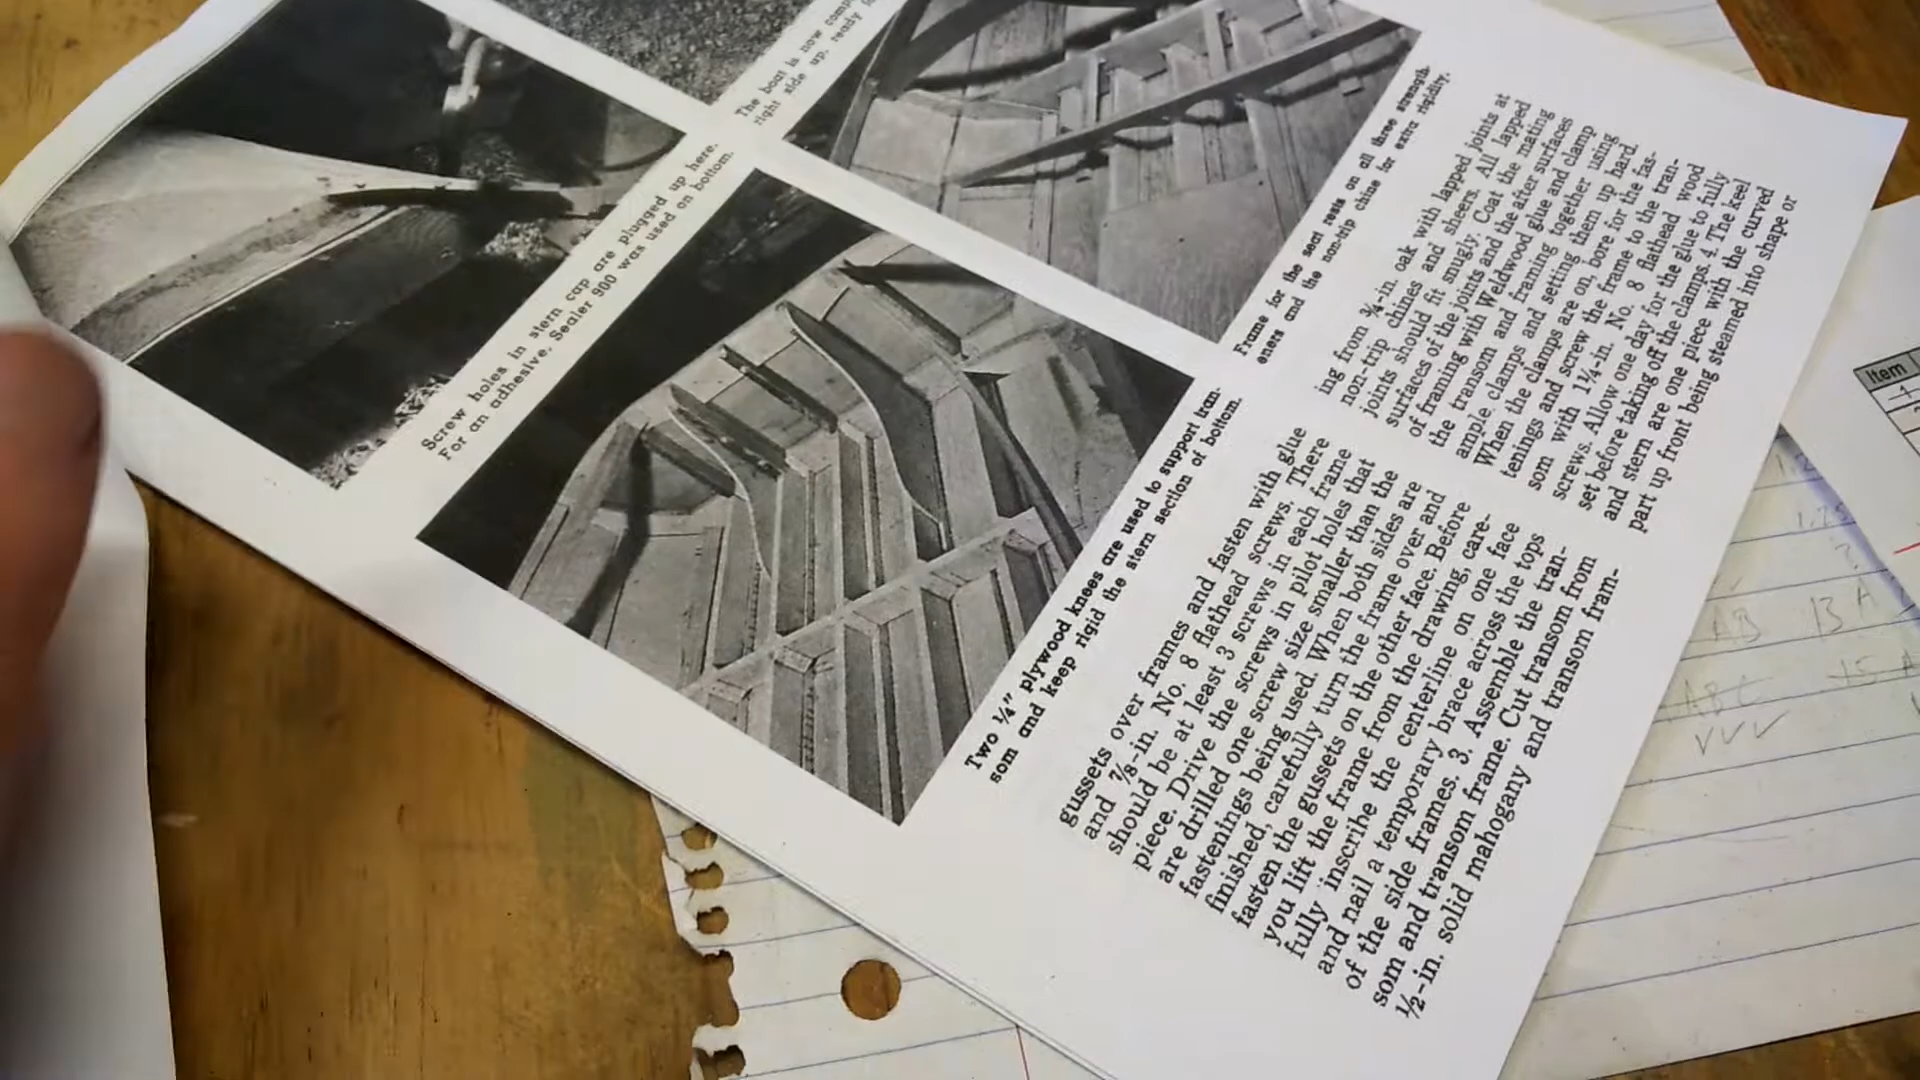 The boat is now comp
right side up, ready
Screw holes in stern cap are plugged up here.
For an adhesive, Sealer 900 was used on bottom.
Frame for the seat rests on all three strength-
eners and the non-trip chine for extra rigidity.
Two ¼" plywood knees are used to support tran-
som and keep rigid the stern section of bottom.
gussets over frames and fasten with glue
and ⅞-in. No. 8 flathead screws. There
should be at least 3 screws in each frame
piece. Drive the screws in pilot holes that
are drilled one screw size smaller than the
fastenings being used. When both sides are
finished, carefully turn the frame over and
fasten the gussets on the other face. Before
you lift the frame from the drawing, care-
fully inscribe the centerline on one face
and nail a temporary brace across the tops
of the side frames. 3. Assemble the tran-
som and transom frame. Cut transom from
½-in. solid mahogany and transom fram-
ing from ¾-in. oak with lapped joints at
non-trip chines and sheers. All lapped
joints should fit snugly. Coat the mating
surfaces of the joints and the after surfaces
of framing with Weldwood glue and clamp
the transom and framing together using
ample clamps and setting them up hard.
When the clamps are on, bore for the fas-
tenings and screw the frame to the tran-
som with 1¼-in. No. 8 flathead wood
screws. Allow one day for the glue to fully
set before taking off the clamps. 4. The keel
and stern are one piece with the curved
part up front being steamed into shape or
Item
1
1.75
?
AB 13 A
ABC 15 A